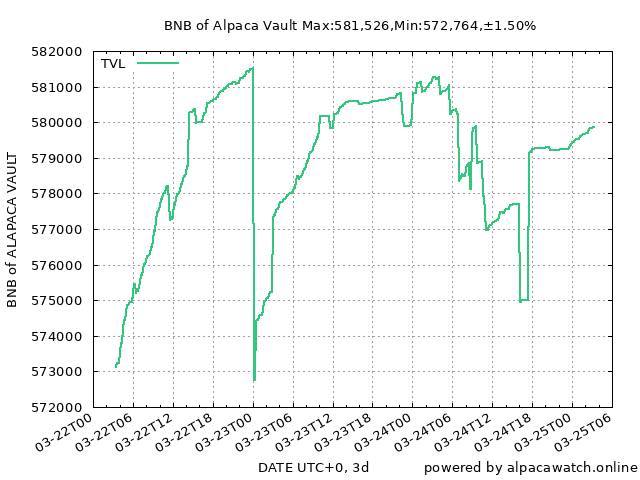 BNB of Alpaca Vault Max:581,526,Min:572,764,±1.50%
TVL
582000
581000
580000
579000
578000
577000
576000
575000
574000
573000
572000
BNB of ALAPACA VAULT
03-22T00
03-22T06
03-22T12
03-22T18
03-23T00
03-23T06
03-23T12
03-23T18
03-24T00
03-24T06
03-24T12
03-24T18
03-25T00
03-25T06
DATE UTC+0, 3d
powered by alpacawatch.online